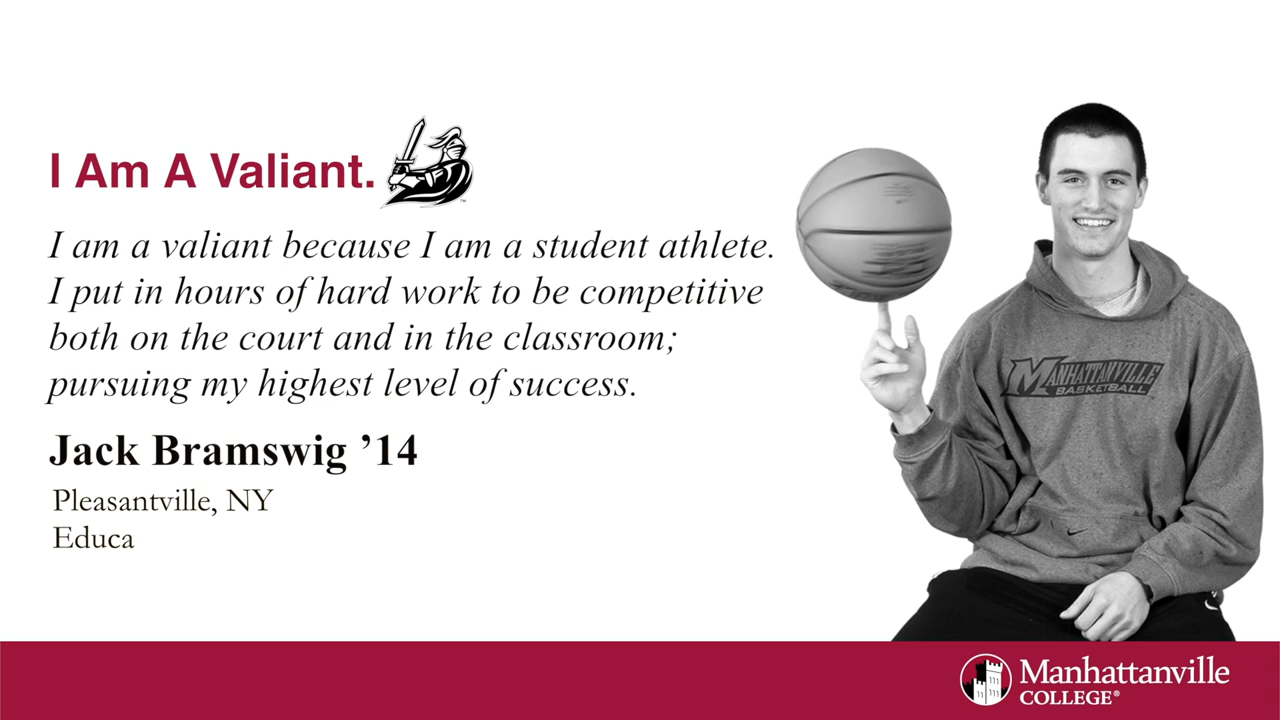 I Am A Valiant.
I am a valiant because I am a student athlete.
I put in hours of hard work to be competitive
both on the court and in the classroom;
pursuing my highest level of success.
Jack Bramswig ’14
Pleasantville, NY
Educa
MANHATTANVILLE
BASKETBALL
Manhattanville
COLLEGE®